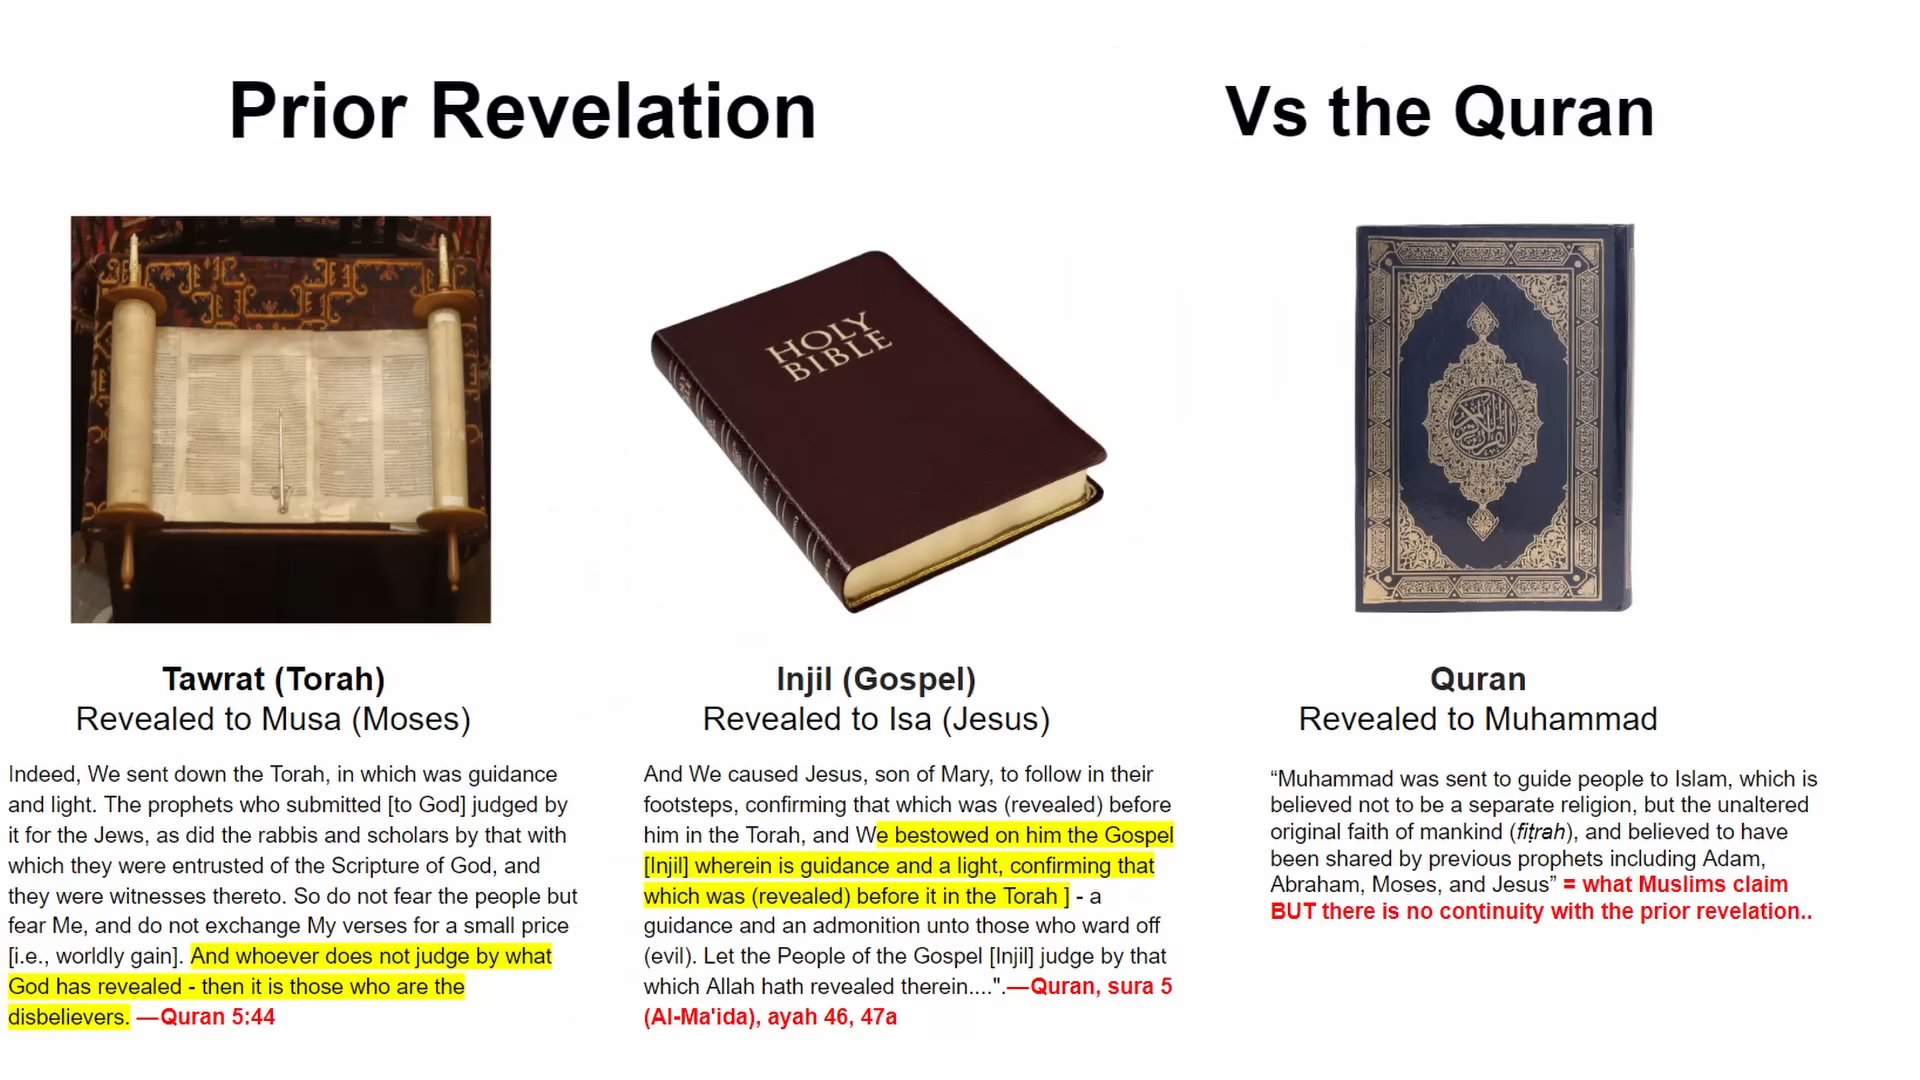 Prior Revelation
Vs the Quran
HOLY
BIBLE
Tawrat (Torah)
Revealed to Musa (Moses)
Indeed, We sent down the Torah, in which was guidance
and light. The prophets who submitted [to God] judged by
it for the Jews, as did the rabbis and scholars by that with
which they were entrusted of the Scripture of God, and
they were witnesses thereto. So do not fear the people but
fear Me, and do not exchange My verses for a small price
[i.e., worldly gain]. And whoever does not judge by what
God has revealed - then it is those who are the
disbelievers. —Quran 5:44
Injil (Gospel)
Revealed to Isa (Jesus)
And We caused Jesus, son of Mary, to follow in their
footsteps, confirming that which was (revealed) before
him in the Torah, and We bestowed on him the Gospel
[Injil] wherein is guidance and a light, confirming that
which was (revealed) before it in the Torah ] - a
guidance and an admonition unto those who ward off
(evil). Let the People of the Gospel [Injil] judge by that
which Allah hath revealed therein....".—Quran, sura 5
(Al-Ma'ida), ayah 46, 47a
Quran
Revealed to Muhammad
“Muhammad was sent to guide people to Islam, which is
believed not to be a separate religion, but the unaltered
original faith of mankind (fiṭrah), and believed to have
been shared by previous prophets including Adam,
Abraham, Moses, and Jesus” = what Muslims claim
BUT there is no continuity with the prior revelation..